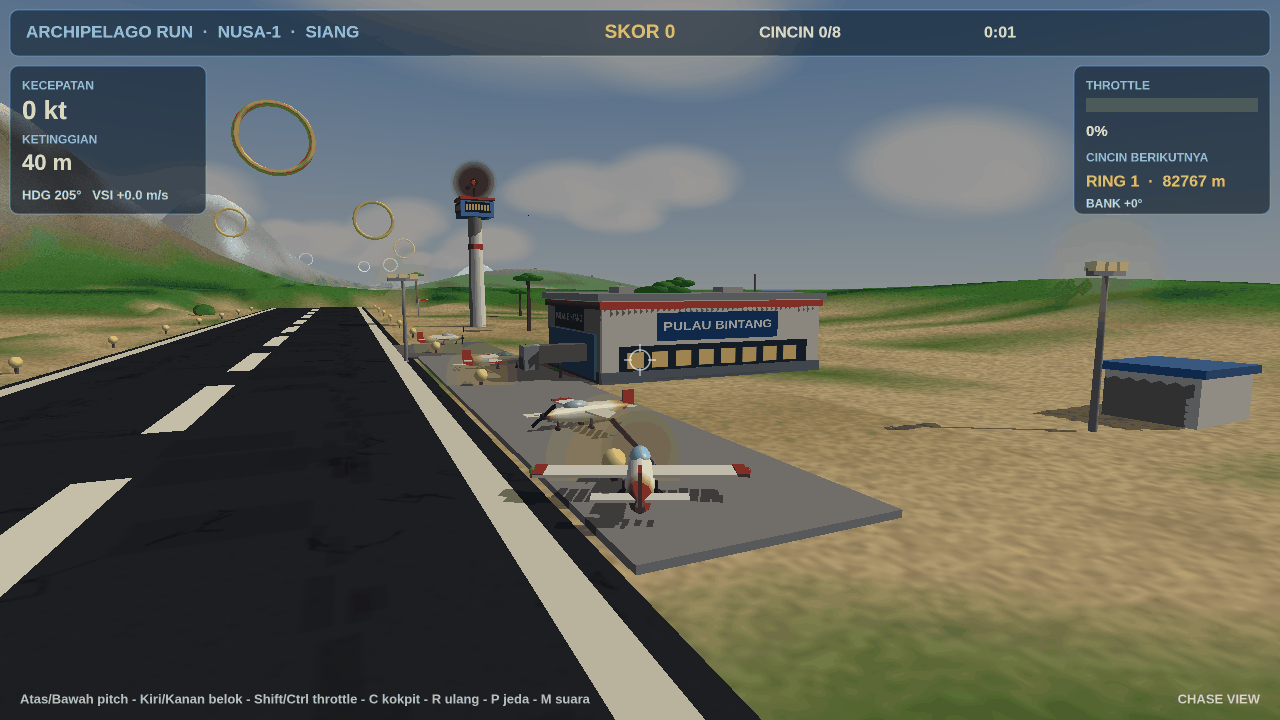 ARCHIPELAGO RUN · NUSA-1 · SIANG
SKOR 0
CINCIN 0/8
0:01
KECEPATAN
0 kt
KETINGGIAN
40 m
HDG 205° VSI +0.0 m/s
THROTTLE
0%
CINCIN BERIKUTNYA
RING 1 · 82767 m
BANK +0°
PULAU BINTANG
Atas/Bawah pitch - Kiri/Kanan belok - Shift/Ctrl throttle - C kokpit - R ulang - P jeda - M suara
CHASE VIEW